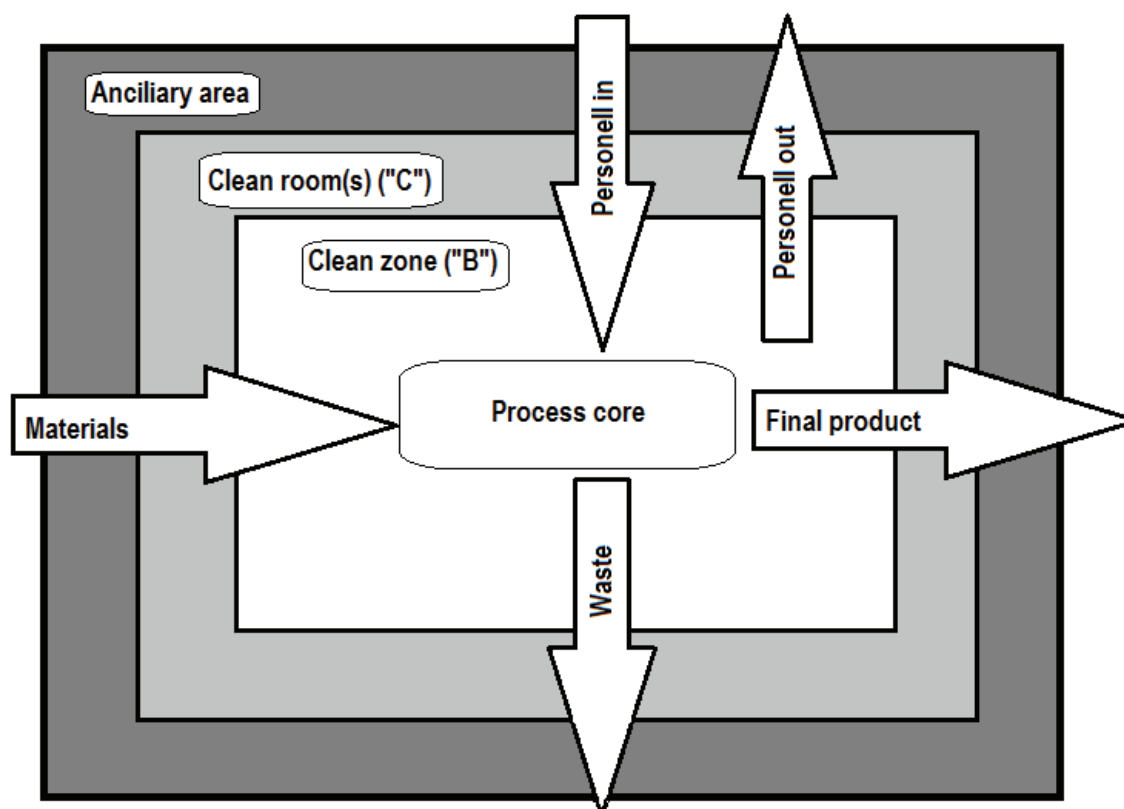 Anciliary area
Clean room(s) ("C")
Clean zone ("B")
Personell in
Personell out
Materials
Process core
Final product
Waste